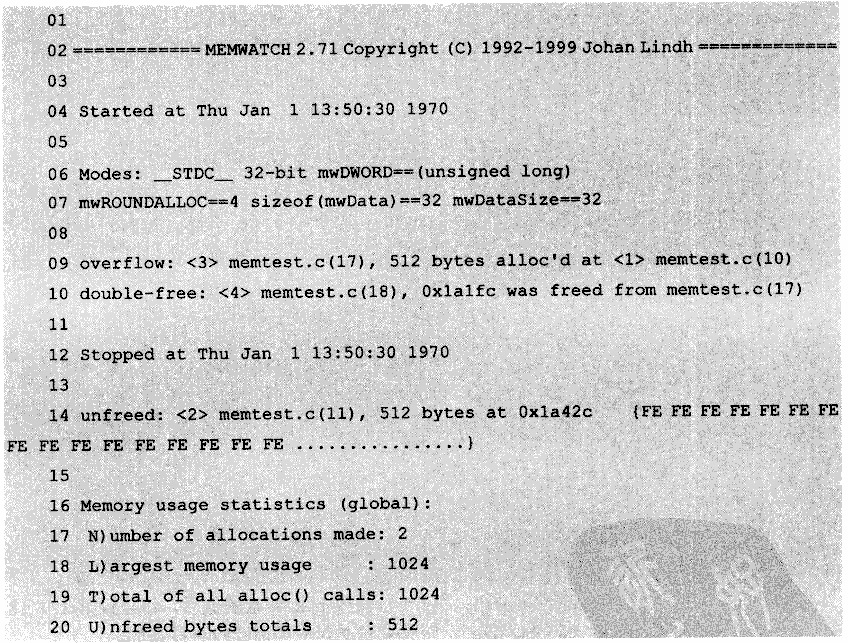 01
02 ============ MEMWATCH 2.71 Copyright (C) 1992-1999 Johan Lindh =============
03
04 Started at Thu Jan  1 13:50:30 1970
05
06 Modes: __STDC__ 32-bit mwDWORD==(unsigned long)
07 mwROUNDALLOC==4 sizeof(mwData)==32 mwDataSize==32
08
09 overflow: <3> memtest.c(17), 512 bytes alloc'd at <1> memtest.c(10)
10 double-free: <4> memtest.c(18), 0x1a1fc was freed from memtest.c(17)
11
12 Stopped at Thu Jan  1 13:50:30 1970
13
14 unfreed: <2> memtest.c(11), 512 bytes at 0x1a42c    {FE FE FE FE FE FE FE
FE FE FE FE FE FE FE FE FE ................}
15
16 Memory usage statistics (global):
17  N)umber of allocations made: 2
18  L)argest memory usage      : 1024
19  T)otal of all alloc() calls: 1024
20  U)nfreed bytes totals      : 512